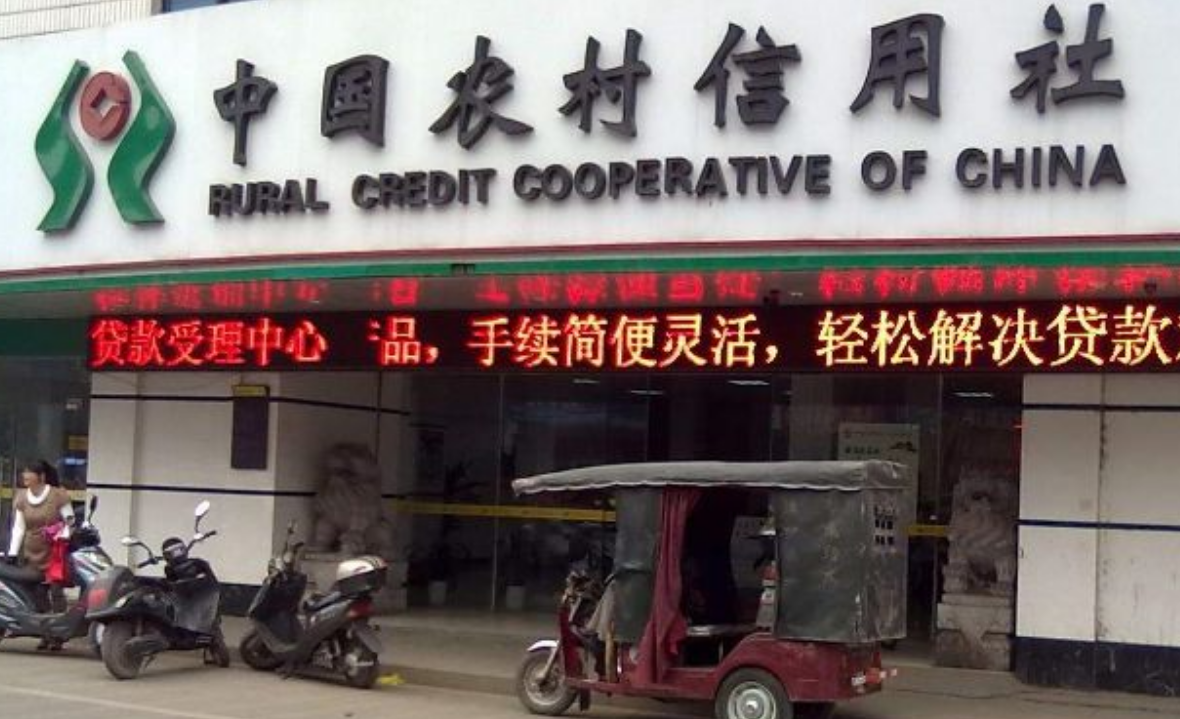 中国农村信用社
RURAL CREDIT COOPERATIVE OF CHINA
贷款受理中心 品，手续简便灵活，轻松解决贷款